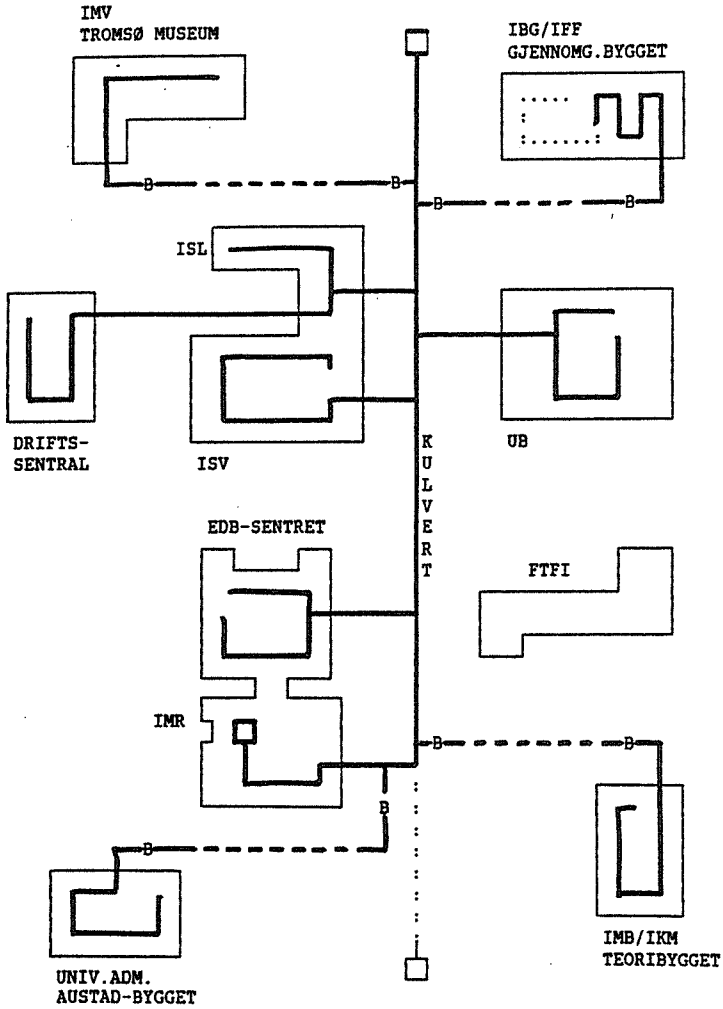 IMV
TROMSØ MUSEUM
IBG/IFF
GJENNOMG.BYGGET
B
B
B
B
ISL
DRIFTS-
SENTRAL
ISV
UB
KULVERT
EDB-SENTRET
FTFI
IMR
B
B
B
B
IMB/IKM
TEORIBYGGET
UNIV.ADM.
AUSTAD-BYGGET